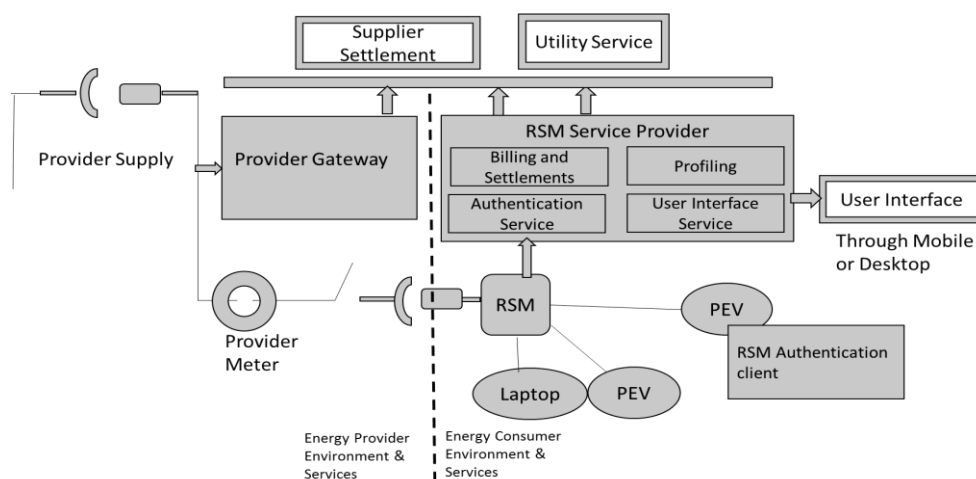 Supplier
Settlement
Utility Service
Provider Supply
Provider Gateway
RSM Service Provider
Billing and
Settlements
Profiling
Authentication
Service
User Interface
Service
User Interface
Through Mobile
or Desktop
RSM
PEV
Provider
Meter
RSM Authentication
client
Laptop
PEV
Energy Provider
Environment &
Services
Energy Consumer
Environment &
Services